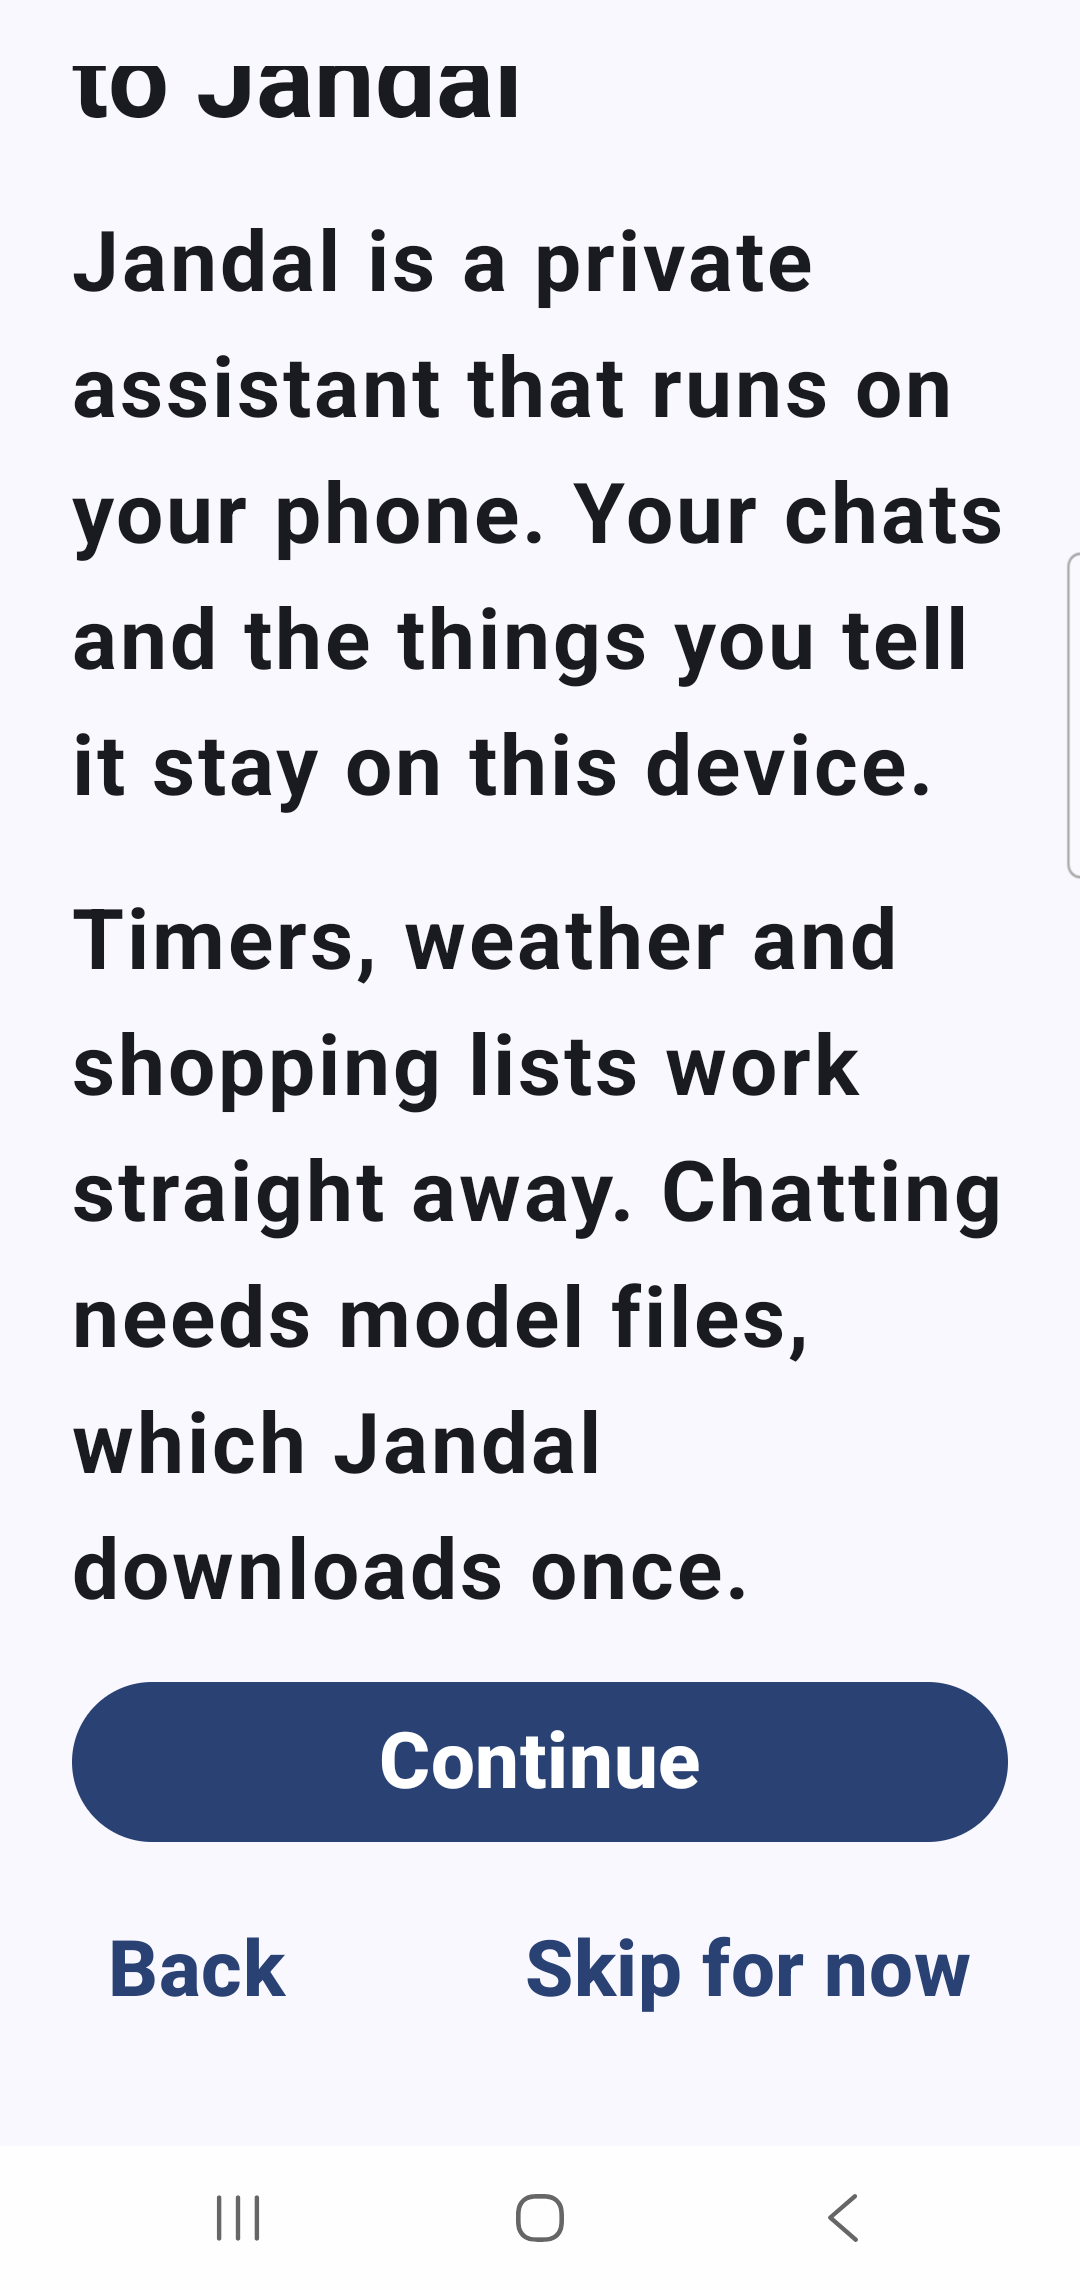 to Jandal
Jandal is a private
assistant that runs on
your phone. Your chats
and the things you tell
it stay on this device.
Timers, weather and
shopping lists work
straight away. Chatting
needs model files,
which Jandal
downloads once.
Continue
Back
Skip for now